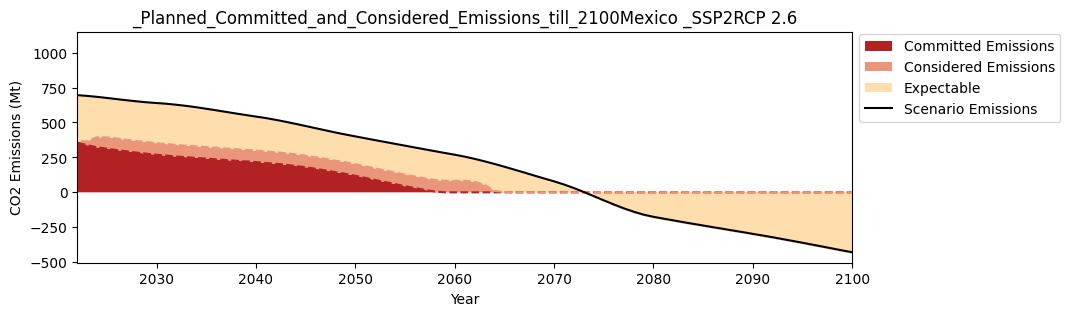 _Planned_Committed_and_Considered_Emissions_till_2100Mexico _SSP2RCP 2.6
Committed Emissions
Considered Emissions
Expectable
Scenario Emissions
CO2 Emissions (Mt)
1000
750
500
250
0
−250
−500
2030 2040 2050 2060 2070 2080 2090 2100
Year